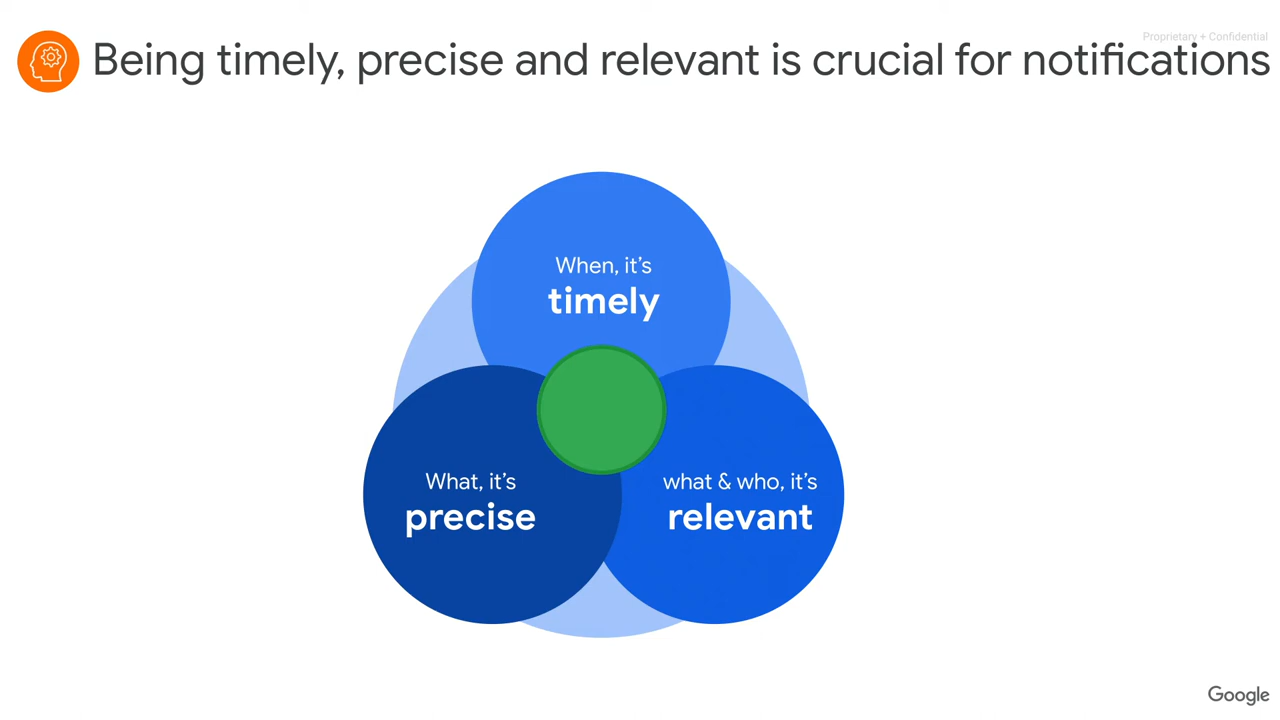 Proprietary + Confidential
Being timely, precise and relevant is crucial for notifications
When, it's
timely
What, it's
precise
what & who, it's
relevant
Google